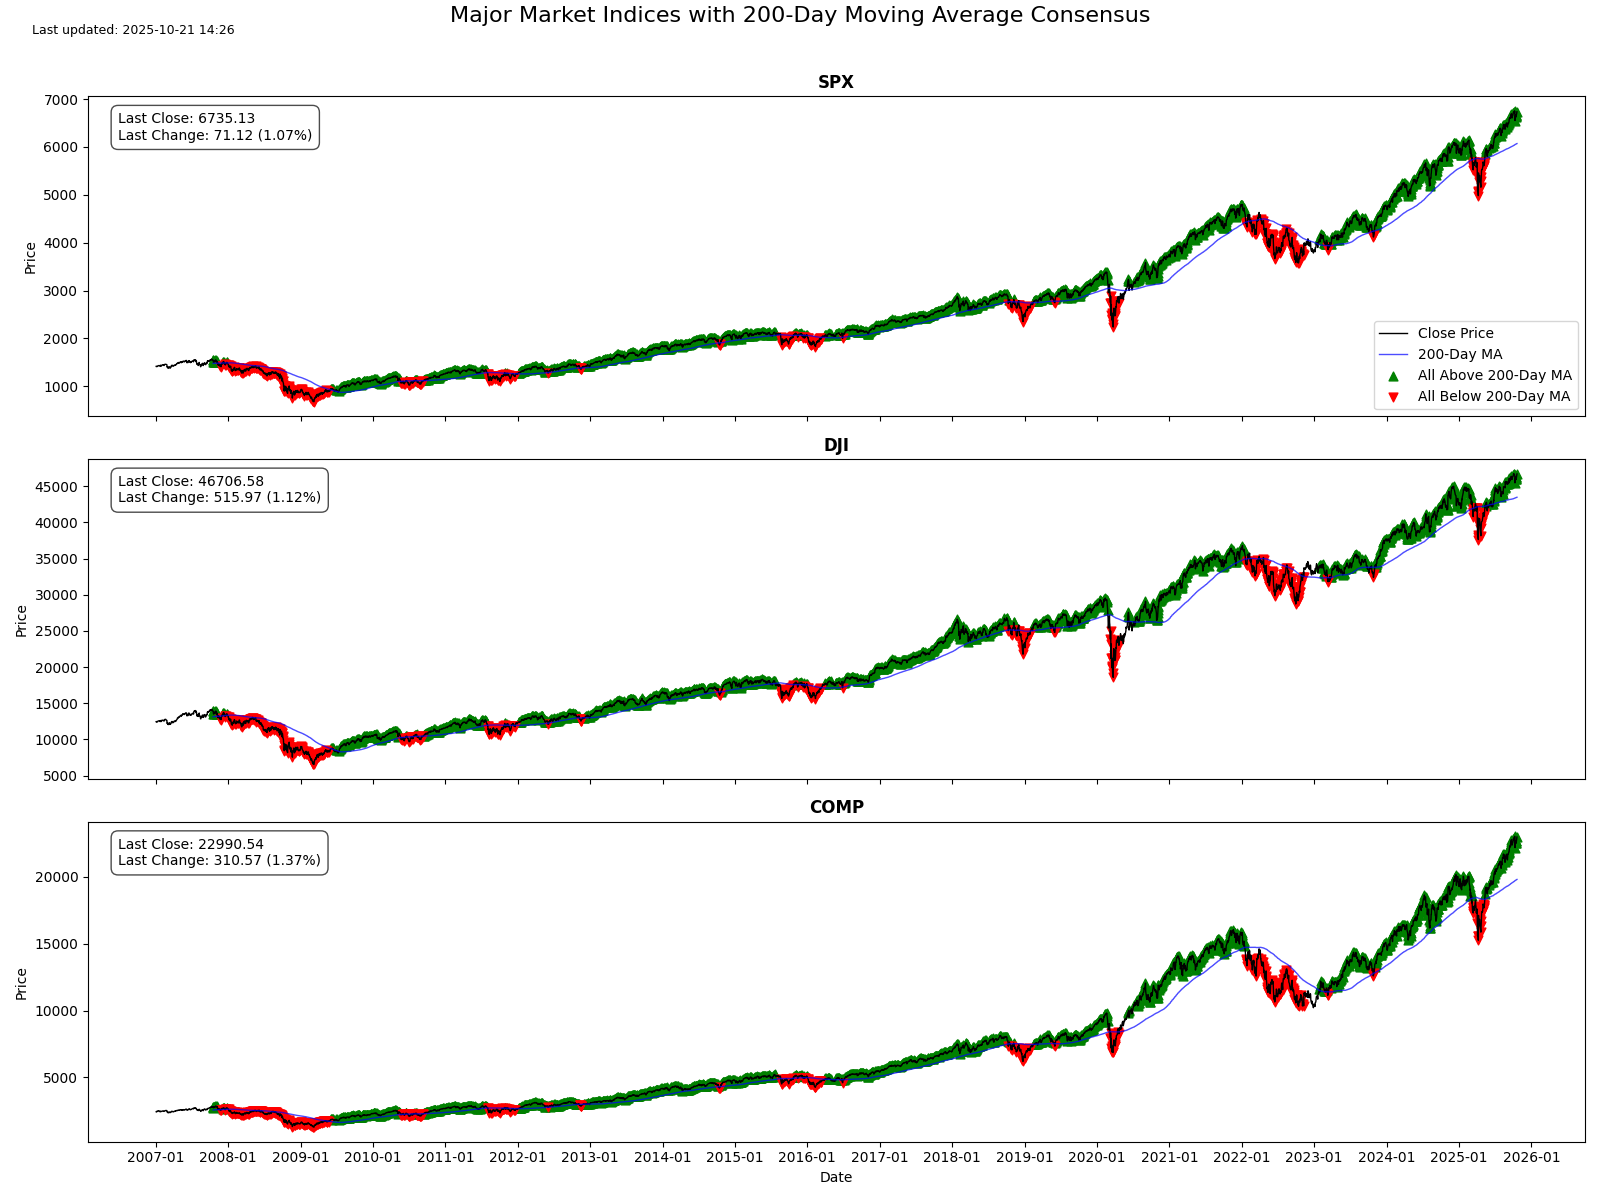 Major Market Indices with 200-Day Moving Average Consensus
Last updated: 2025-10-21 14:26
SPX
Last Close: 6735.13
Last Change: 71.12 (1.07%)
7000
6000
5000
4000
3000
2000
1000
Price
Close Price
200-Day MA
All Above 200-Day MA
All Below 200-Day MA
DJI
Last Close: 46706.58
Last Change: 515.97 (1.12%)
45000
40000
35000
30000
25000
20000
15000
10000
5000
Price
COMP
Last Close: 22990.54
Last Change: 310.57 (1.37%)
20000
15000
10000
5000
Price
2007-01 2008-01 2009-01 2010-01 2011-01 2012-01 2013-01 2014-01 2015-01 2016-01 2017-01 2018-01 2019-01 2020-01 2021-01 2022-01 2023-01 2024-01 2025-01 2026-01
Date